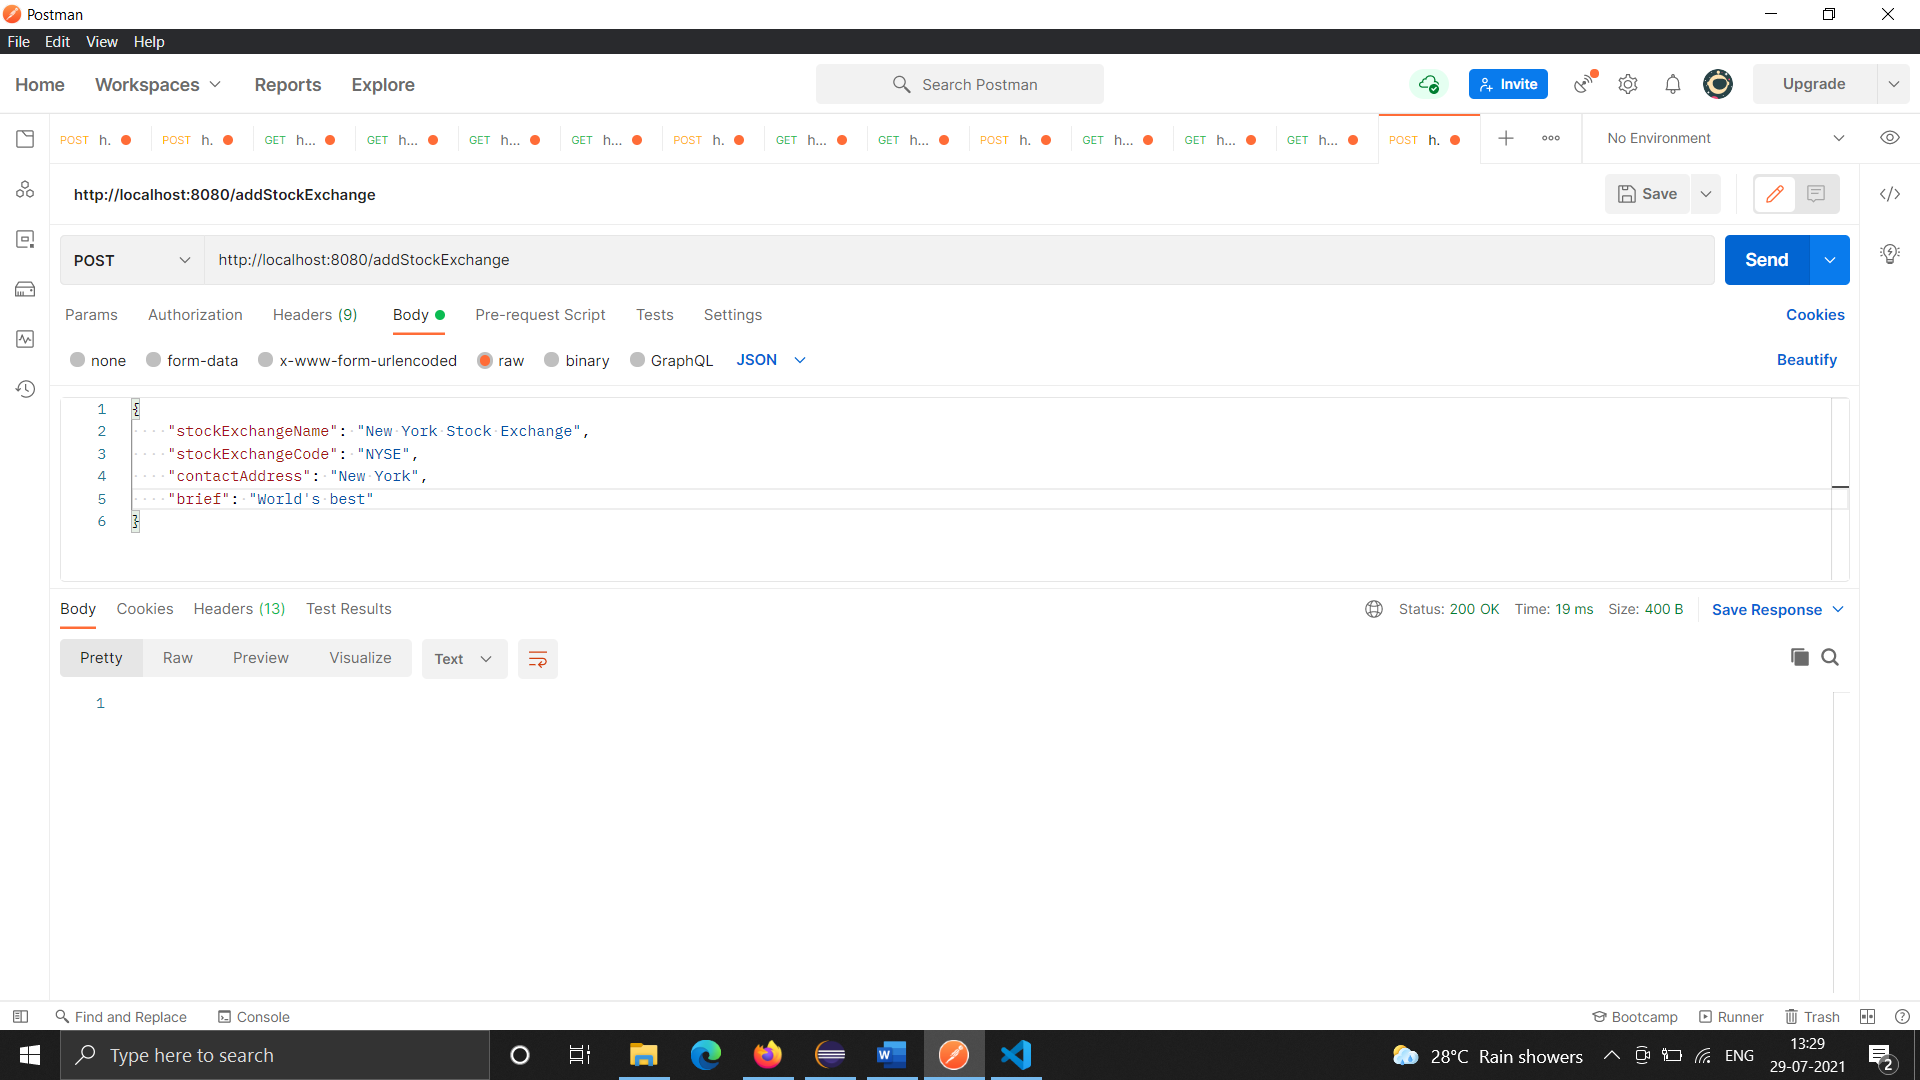 Postman
File Edit View Help
Home Workspaces Reports Explore Search Postman Invite Upgrade
POST h. POST h. GET h... GET h... GET h... GET h... POST h. GET h... GET h... POST h. GET h... GET h... GET h... POST h. No Environment
http://localhost:8080/addStockExchange Save
POST http://localhost:8080/addStockExchange Send
Params Authorization Headers (9) Body Pre-request Script Tests Settings Cookies
none form-data x-www-form-urlencoded raw binary GraphQL JSON Beautify
1 {
2 "stockExchangeName": "New York Stock Exchange",
3 "stockExchangeCode": "NYSE",
4 "contactAddress": "New York",
5 "brief": "World's best"
6 }
Body Cookies Headers (13) Test Results Status: 200 OK Time: 19 ms Size: 400 B Save Response
Pretty Raw Preview Visualize Text
1
Find and Replace Console Bootcamp Runner Trash
Type here to search 28°C Rain showers ENG 13:29
29-07-2021 2